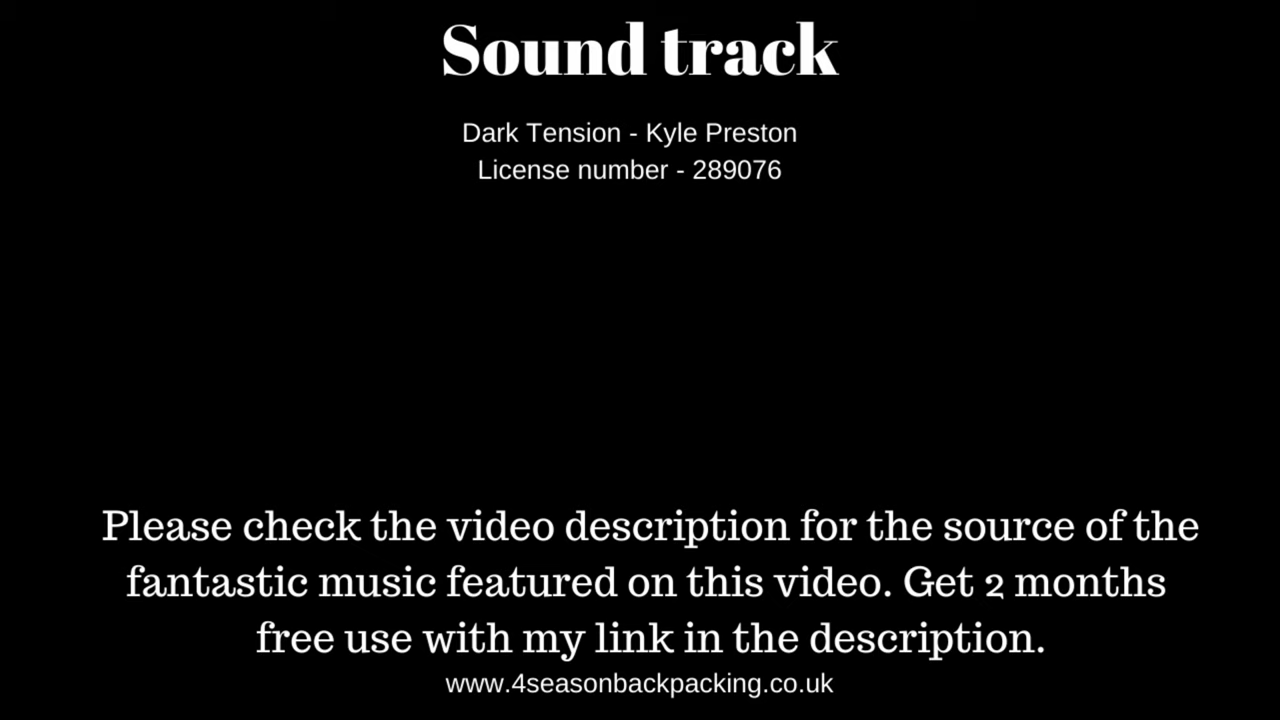 Sound track
Dark Tension - Kyle Preston
License number - 289076
Please check the video description for the source of the
fantastic music featured on this video. Get 2 months
free use with my link in the description.
www.4seasonbackpacking.co.uk